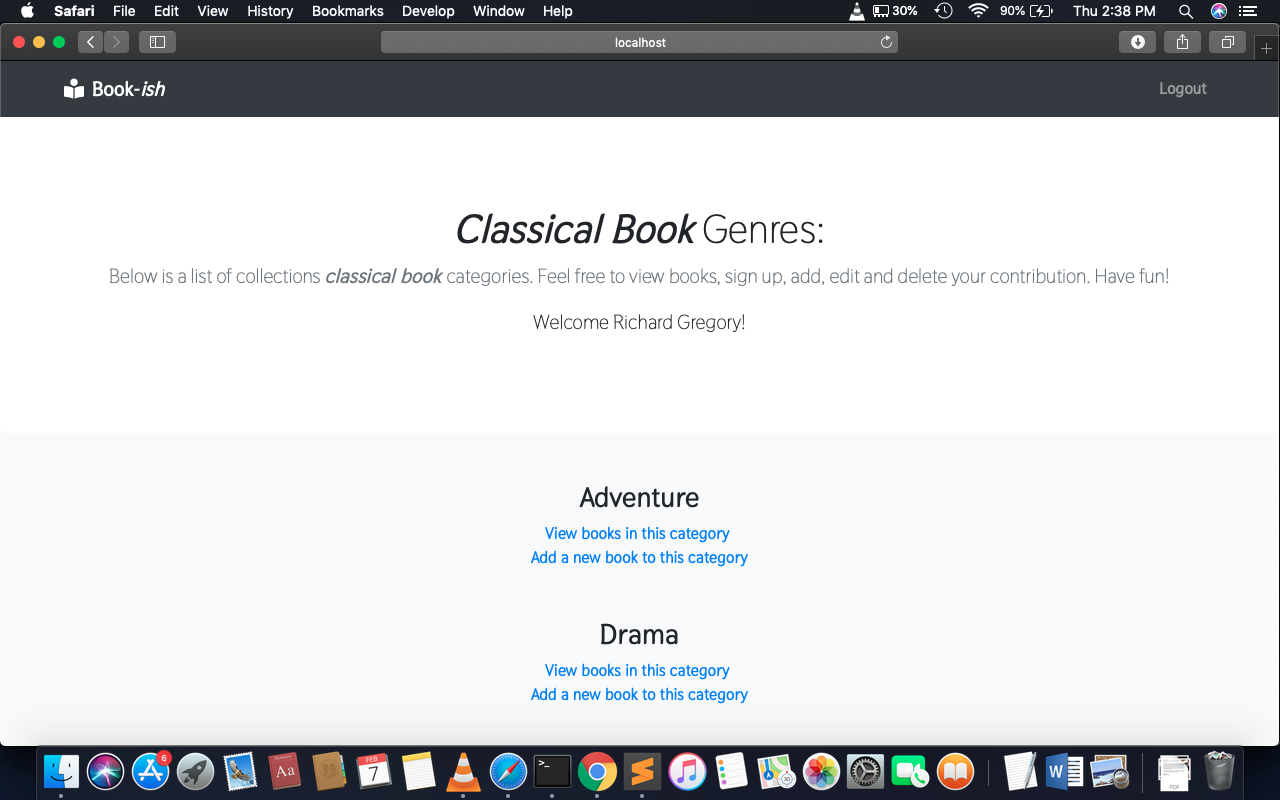 Safari File Edit View History Bookmarks Develop Window Help 30% 90% Thu 2:38 PM
localhost
Book-ish Logout
Classical Book Genres:
Below is a list of collections classical book categories. Feel free to view books, sign up, add, edit and delete your contribution. Have fun!
Welcome Richard Gregory!
Adventure
View books in this category
Add a new book to this category
Drama
View books in this category
Add a new book to this category
6
Aa
FEB
7
>_
30
W
PDF